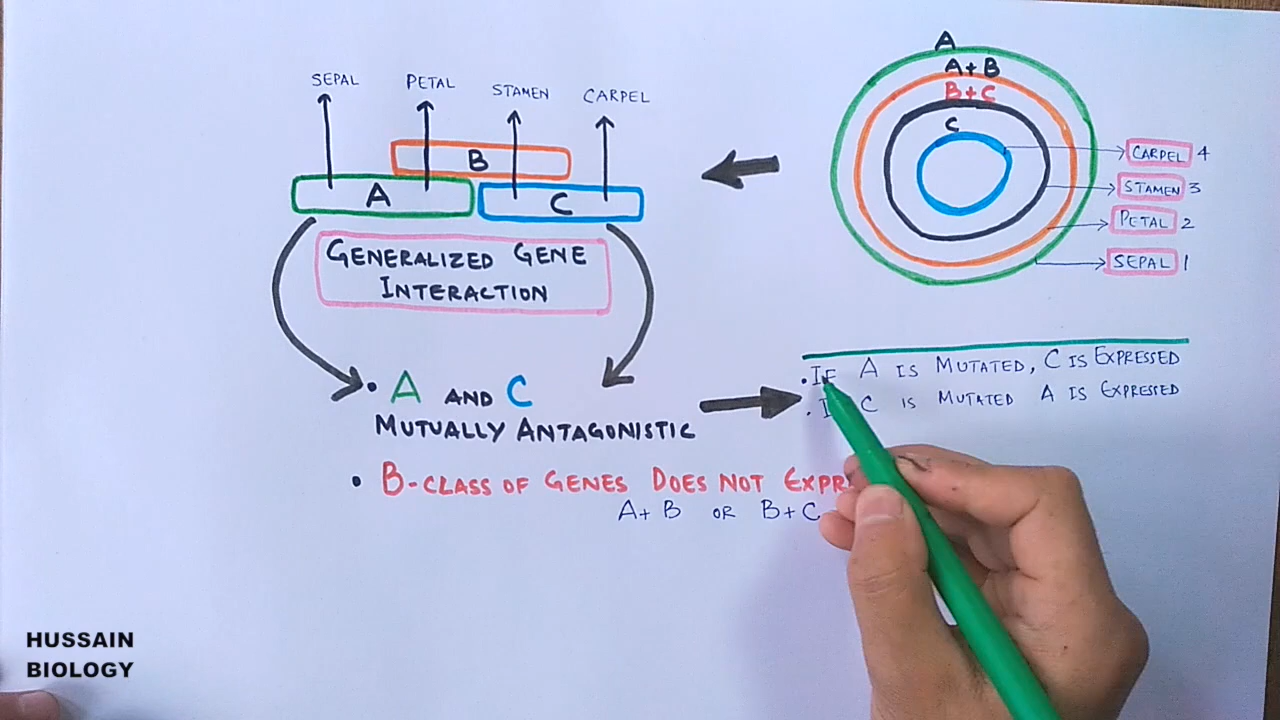 SEPAL
PETAL
STAMEN
CARPEL
B
A
C
GENERALIZED GENE
INTERACTION
A
A+B
B+C
C
CARPEL 4
STAMEN 3
PETAL 2
SEPAL 1
• A AND C
MUTUALLY ANTAGONISTIC
• B-CLASS OF GENES DOES NOT
A+B OR B+C
• IF A IS MUTATED, C IS EXPRESSED
• C IS MUTATED A IS EXPRESSED
HUSSAIN
BIOLOGY